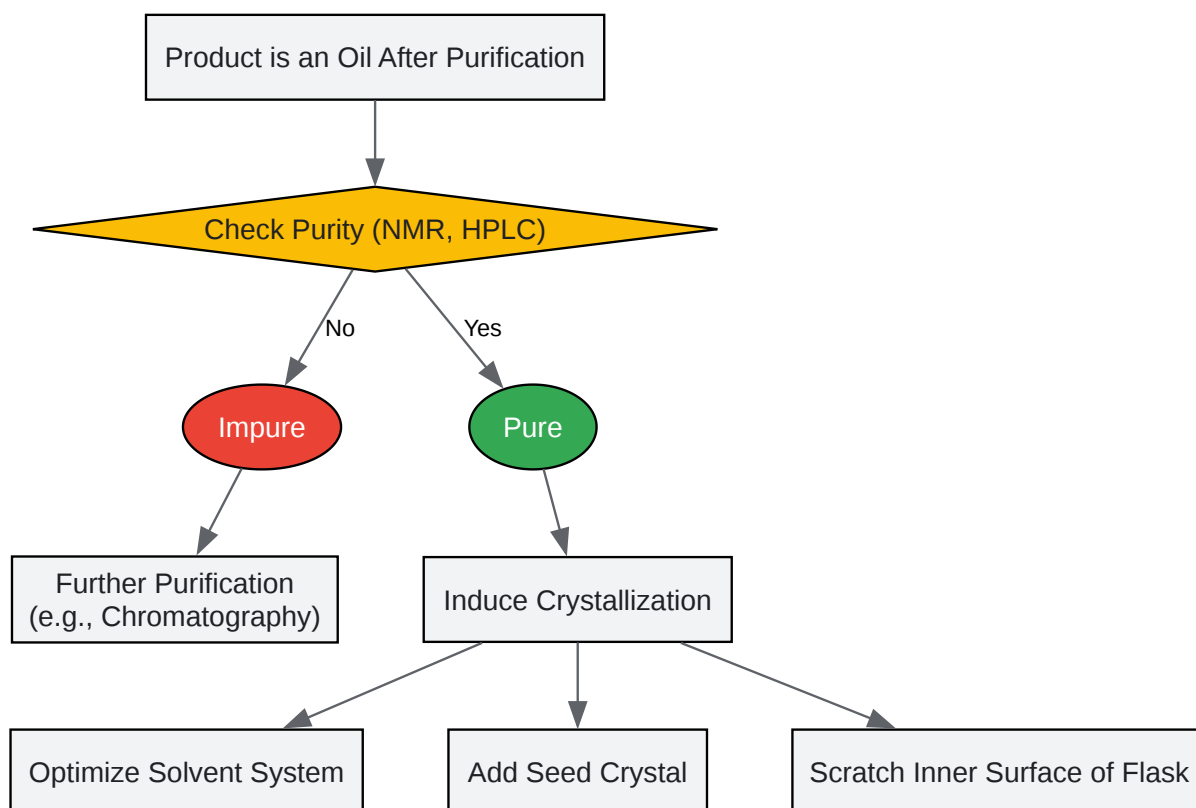 Product is an Oil After Purification
Check Purity (NMR, HPLC)
No
Yes
Impure
Pure
Further Purification
(e.g., Chromatography)
Induce Crystallization
Optimize Solvent System
Add Seed Crystal
Scratch Inner Surface of Flask